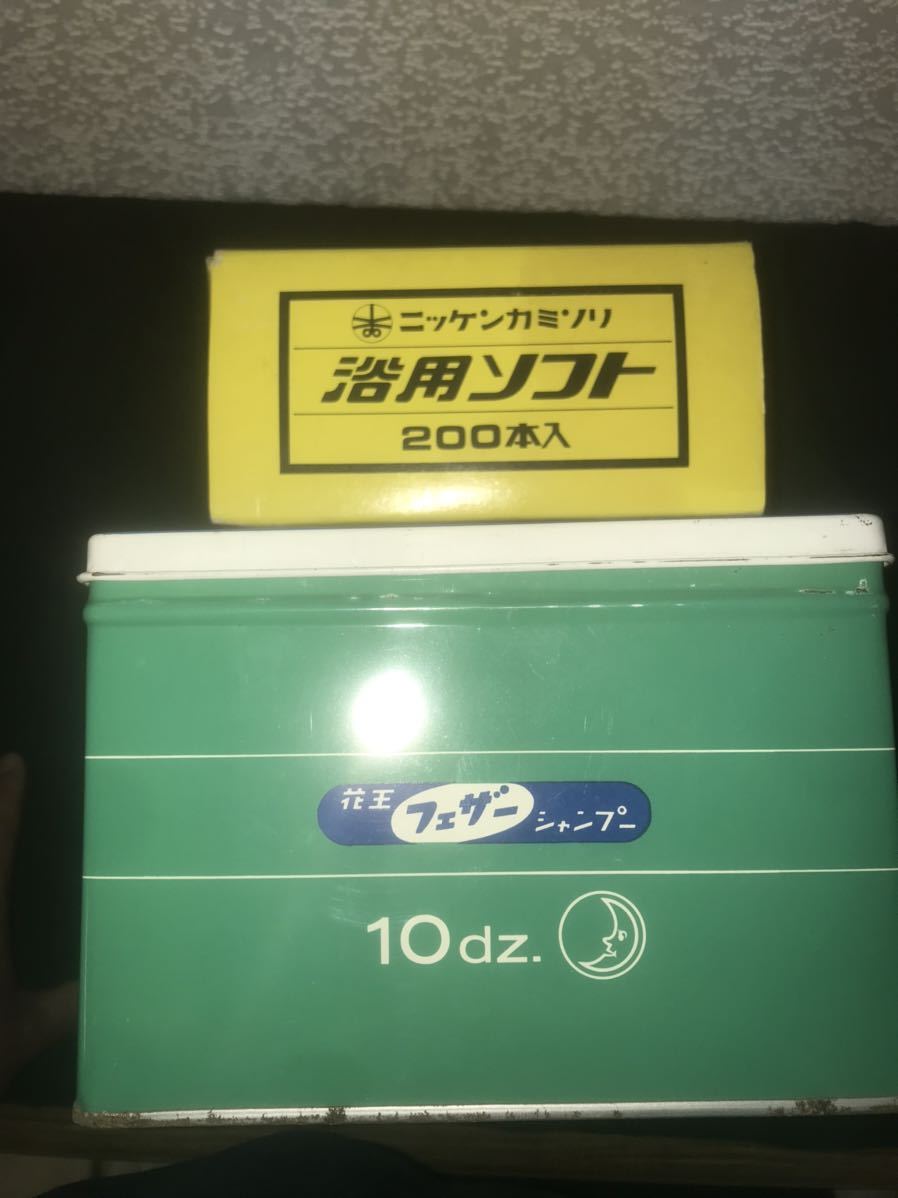 ニッケンカミソリ
浴用ソフト
200本入
花王 フェザー シャンプー
10dz.